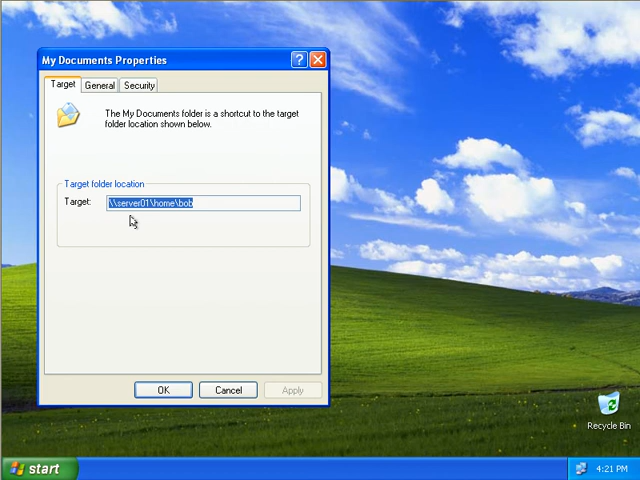 My Documents Properties
Target General Security
The My Documents folder is a shortcut to the target
folder location shown below.
Target folder location
Target: \\server01\home\bob
OK Cancel Apply
Recycle Bin
start 4:21 PM